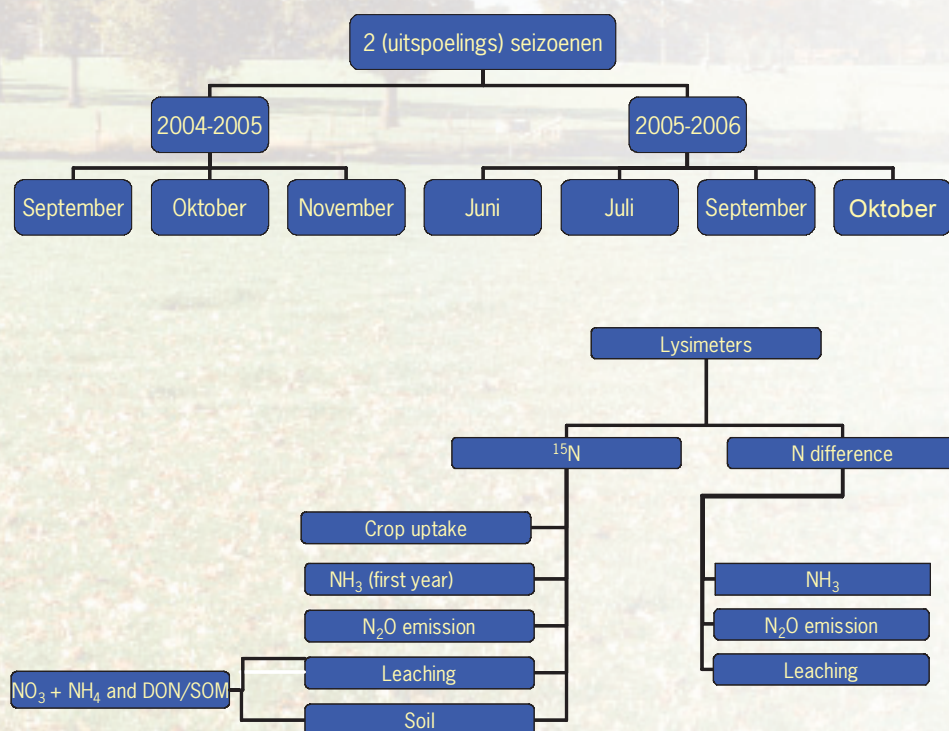 2 (uitspoelings) seizoenen
2004-2005
2005-2006
September
Oktober
November
Juni
Juli
September
Oktober
Lysimeters
¹⁵N
N difference
Crop uptake
NH₃ (first year)
NH₃
N₂O emission
N₂O emission
Leaching
Leaching
NO₃ + NH₄ and DON/SOM
Soil